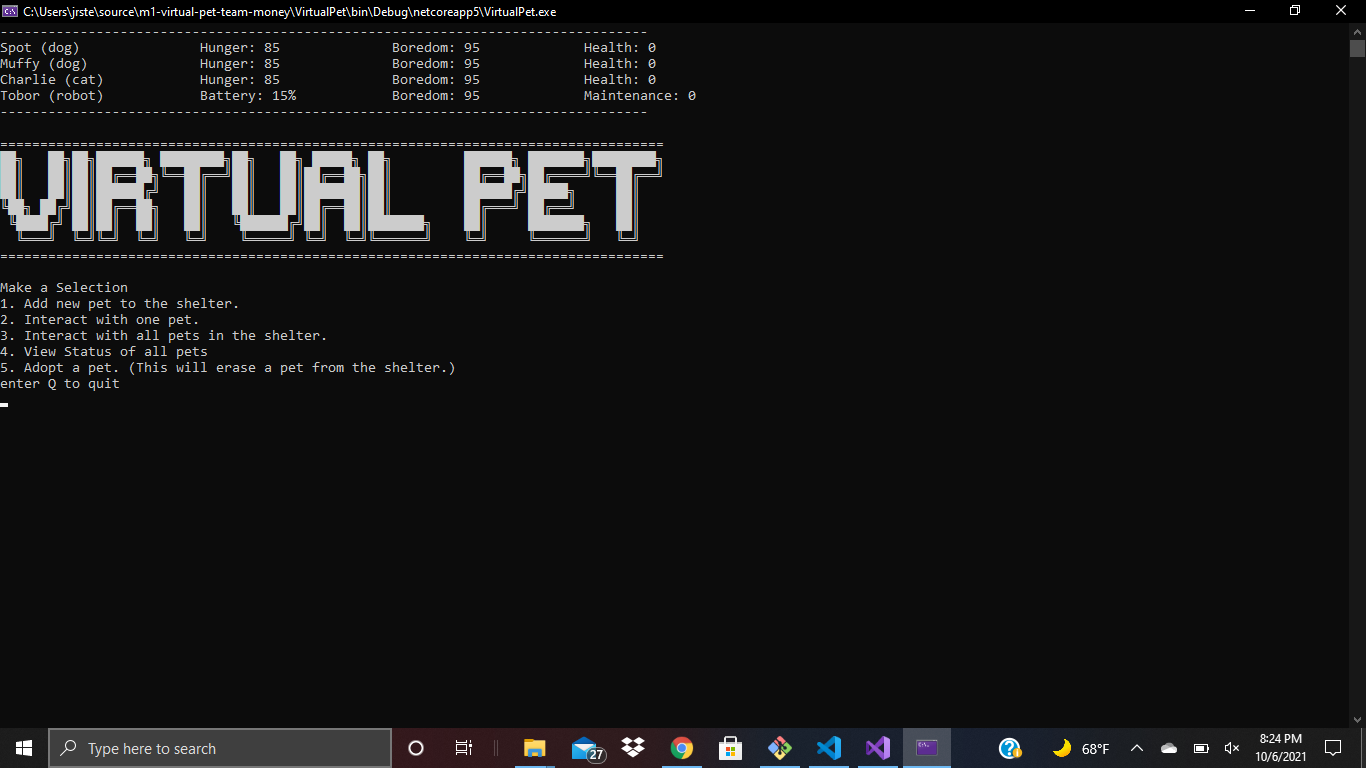 C:\Users\jrste\source\m1-virtual-pet-team-money\VirtualPet\bin\Debug\netcoreapp5\VirtualPet.exe
---------------------------------------------------------------------------------
Spot (dog) Hunger: 85 Boredom: 95 Health: 0
Muffy (dog) Hunger: 85 Boredom: 95 Health: 0
Charlie (cat) Hunger: 85 Boredom: 95 Health: 0
Tobor (robot) Battery: 15% Boredom: 95 Maintenance: 0
---------------------------------------------------------------------------------
===================================================================================
VIRTUAL PET
===================================================================================
Make a Selection
1. Add new pet to the shelter.
2. Interact with one pet.
3. Interact with all pets in the shelter.
4. View Status of all pets
5. Adopt a pet. (This will erase a pet from the shelter.)
enter Q to quit
Type here to search
27
68°F
8:24 PM
10/6/2021